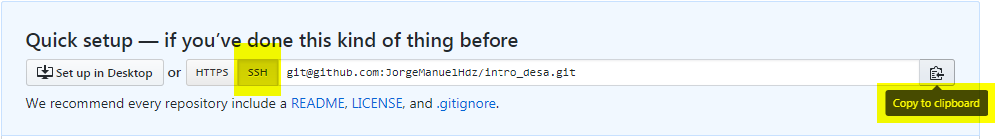 Quick setup — if you've done this kind of thing before
Set up in Desktop or HTTPS SSH git@github.com:JorgeManuelHdz/intro_desa.git
Copy to clipboard
We recommend every repository include a README, LICENSE, and .gitignore.